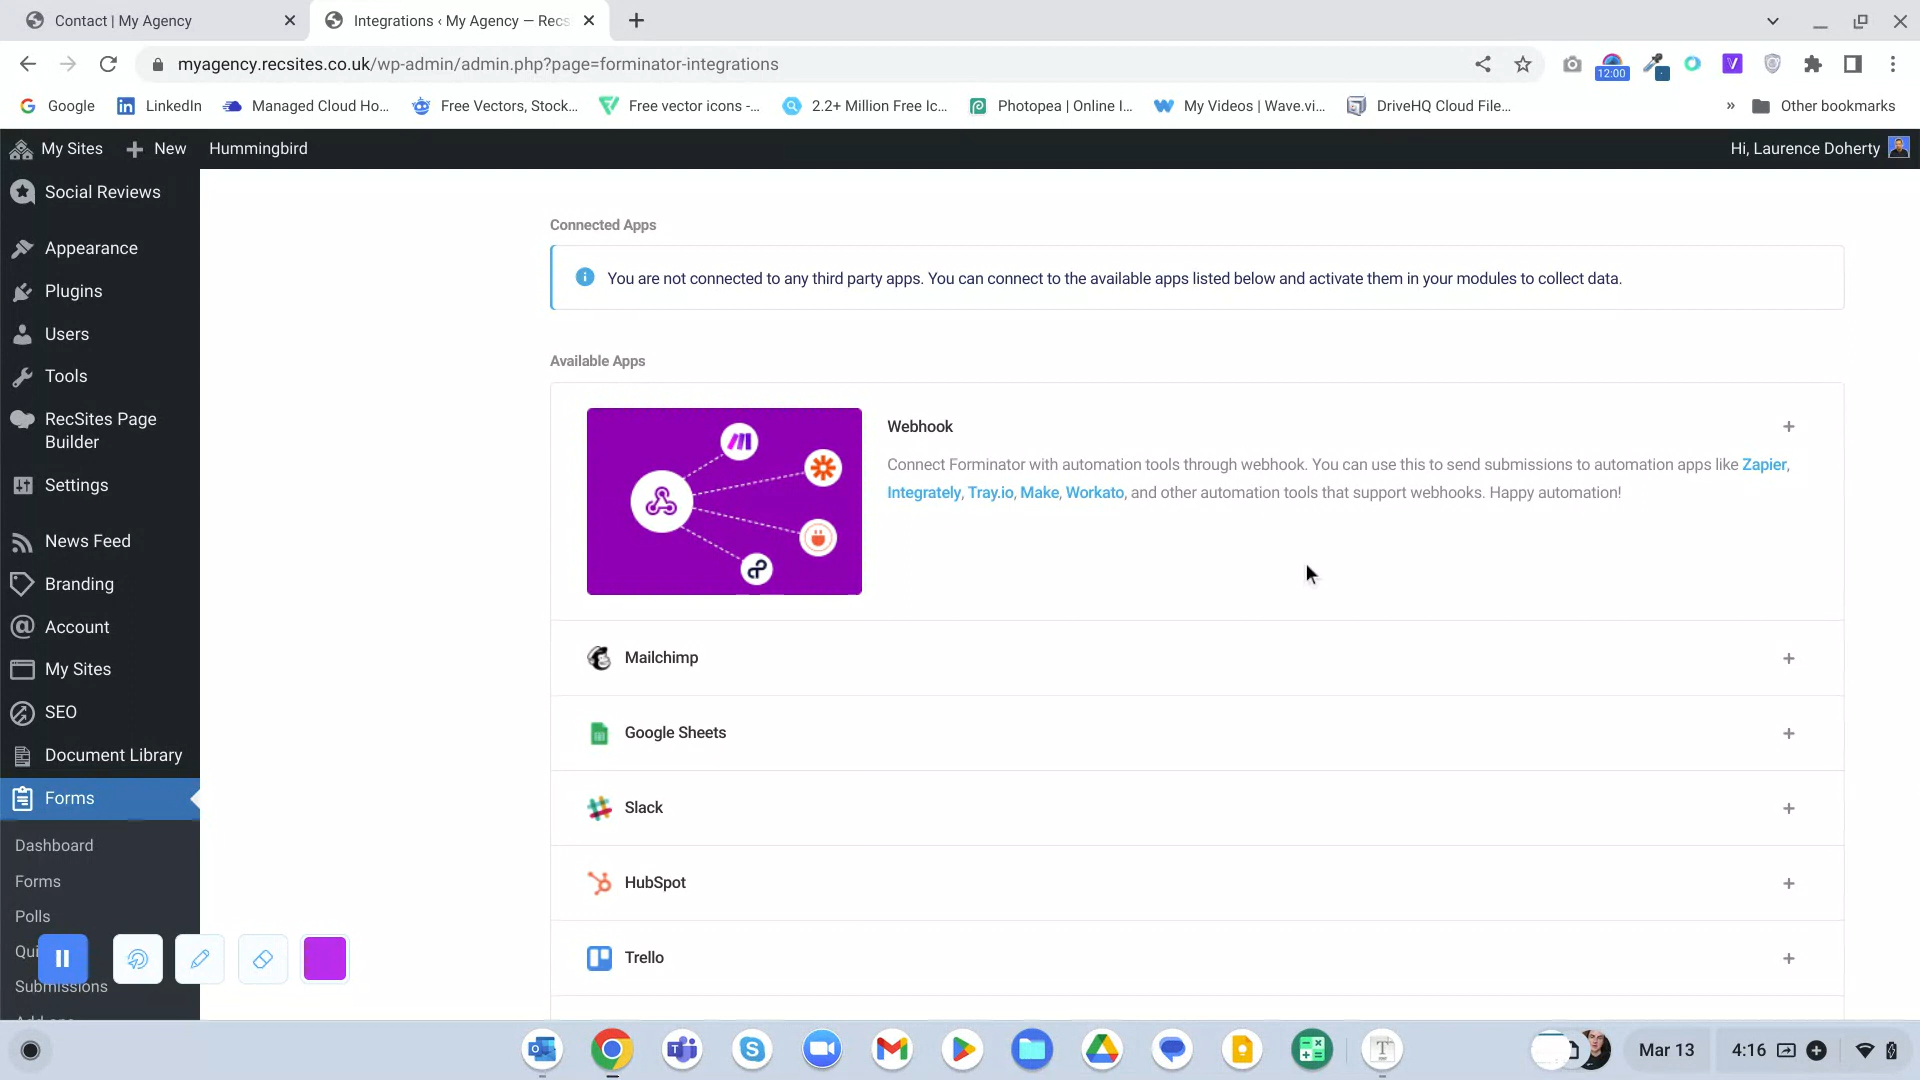 Contact | My Agency
Integrations ‹ My Agency — Recs
myagency.recsites.co.uk/wp-admin/admin.php?page=forminator-integrations
12:00
Google
LinkedIn
Managed Cloud Ho...
Free Vectors, Stock...
Free vector icons -...
2.2+ Million Free Ic...
Photopea | Online I...
My Videos | Wave.vi...
DriveHQ Cloud File...
»
Other bookmarks
My Sites
New
Hummingbird
Hi, Laurence Doherty
Social Reviews
Appearance
Plugins
Users
Tools
RecSites Page
Builder
Settings
News Feed
Branding
Account
My Sites
SEO
Document Library
Forms
Dashboard
Forms
Polls
Qui
Submissions
Connected Apps
You are not connected to any third party apps. You can connect to the available apps listed below and activate them in your modules to collect data.
Available Apps
Webhook
Connect Forminator with automation tools through webhook. You can use this to send submissions to automation apps like Zapier,
Integrately, Tray.io, Make, Workato, and other automation tools that support webhooks. Happy automation!
Mailchimp
Google Sheets
Slack
HubSpot
Trello
Mar 13
4:16